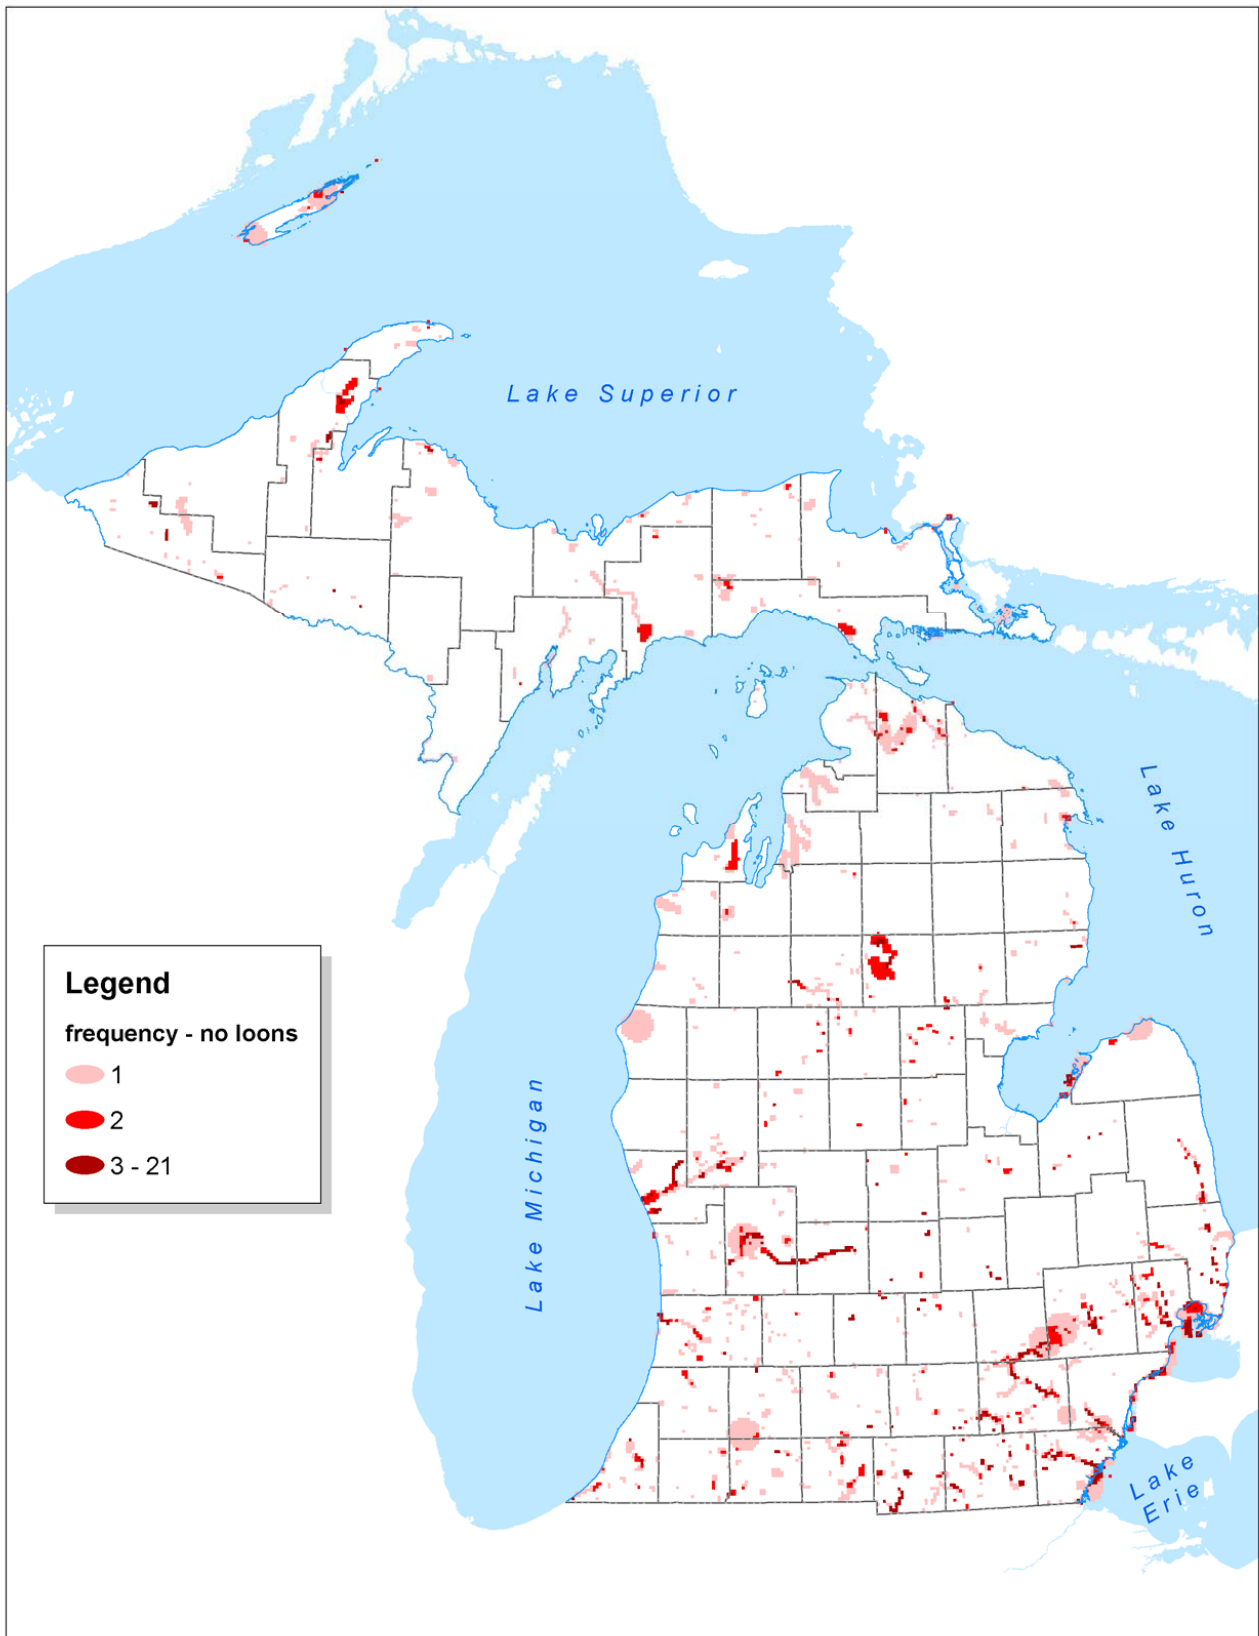 Lake Superior
Lake Huron
Legend
frequency - no loons
1
2
3 - 21
Lake Michigan
Lake
Erie